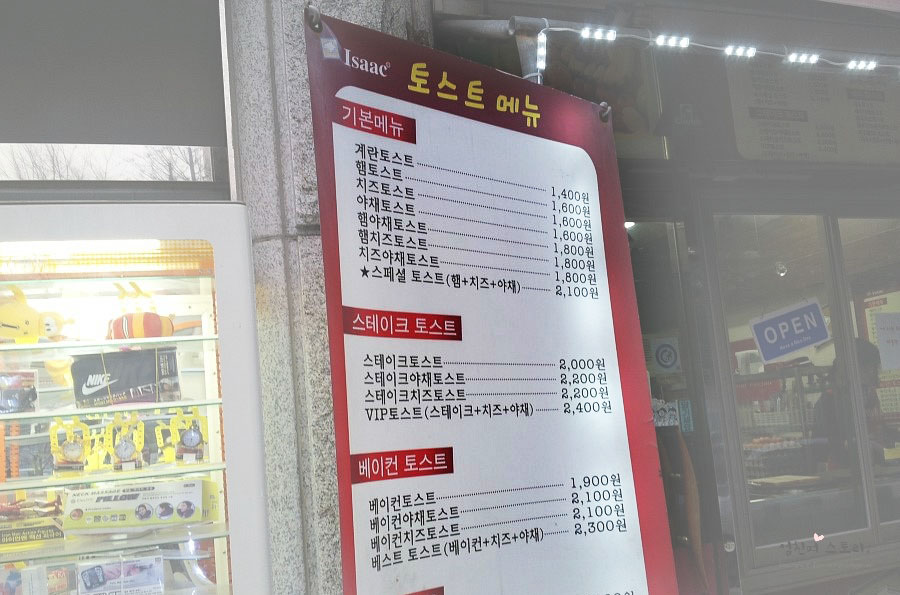 Isaac
토스트 메뉴
기본메뉴
계란토스트 1,400원
햄토스트 1,600원
치즈토스트 1,600원
야채토스트 1,600원
햄야채토스트 1,800원
햄치즈토스트 1,800원
치즈야채토스트 1,800원
★스페셜 토스트(햄+치즈+야채) 2,100원
스테이크 토스트
스테이크토스트 2,000원
스테이크야채토스트 2,200원
스테이크치즈토스트 2,200원
VIP토스트(스테이크+치즈+야채) 2,400원
베이컨 토스트
베이컨토스트 1,900원
베이컨야채토스트 2,100원
베이컨치즈토스트 2,100원
베스트 토스트(베이컨+치즈+야채) 2,300원
OPEN
NIKE
PILLOW